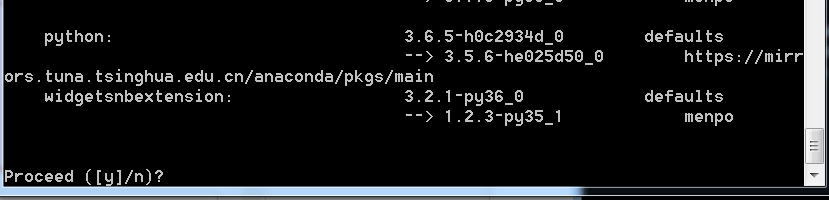 python: 3.6.5-h0c2934d_0 defaults
--> 3.5.6-he025d50_0 https://mirr
ors.tuna.tsinghua.edu.cn/anaconda/pkgs/main
widgetsnbextension: 3.2.1-py36_0 defaults
--> 1.2.3-py35_1 menpo
Proceed ([y]/n)?